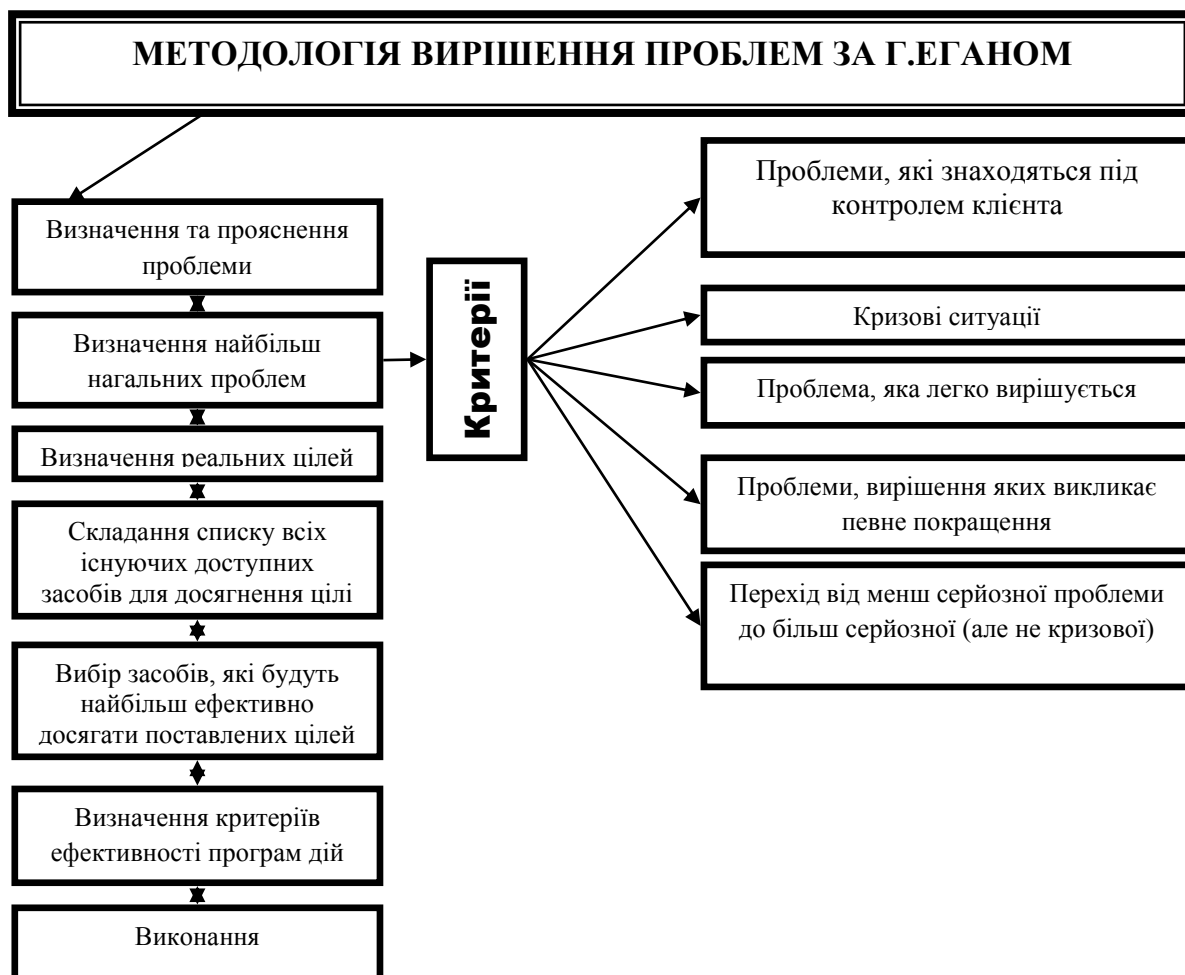 МЕТОДОЛОГІЯ ВИРІШЕННЯ ПРОБЛЕМ ЗА Г.ЕГАНОМ
Визначення та прояснення
проблеми
Визначення найбільш
нагальних проблем
Визначення реальних цілей
Складання списку всіх
існуючих доступних
засобів для досягнення цілі
Вибір засобів, які будуть
найбільш ефективно
досягати поставлених цілей
Визначення критеріїв
ефективності програм дій
Виконання
Критерії
Проблеми, які знаходяться під
контролем клієнта
Кризові ситуації
Проблема, яка легко вирішується
Проблеми, вирішення яких викликає
певне покращення
Перехід від менш серйозної проблеми
до більш серйозної (але не кризової)